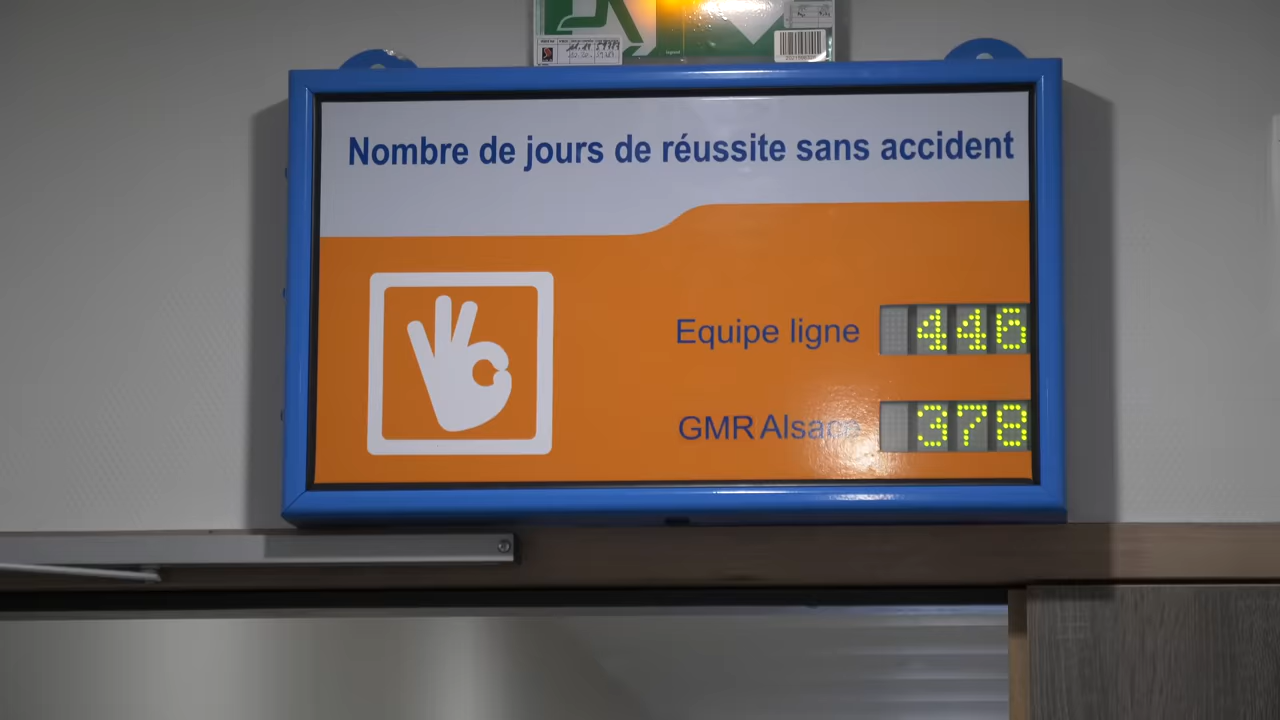 Nombre de jours de réussite sans accident
Equipe ligne 446
GMR Alsace 378